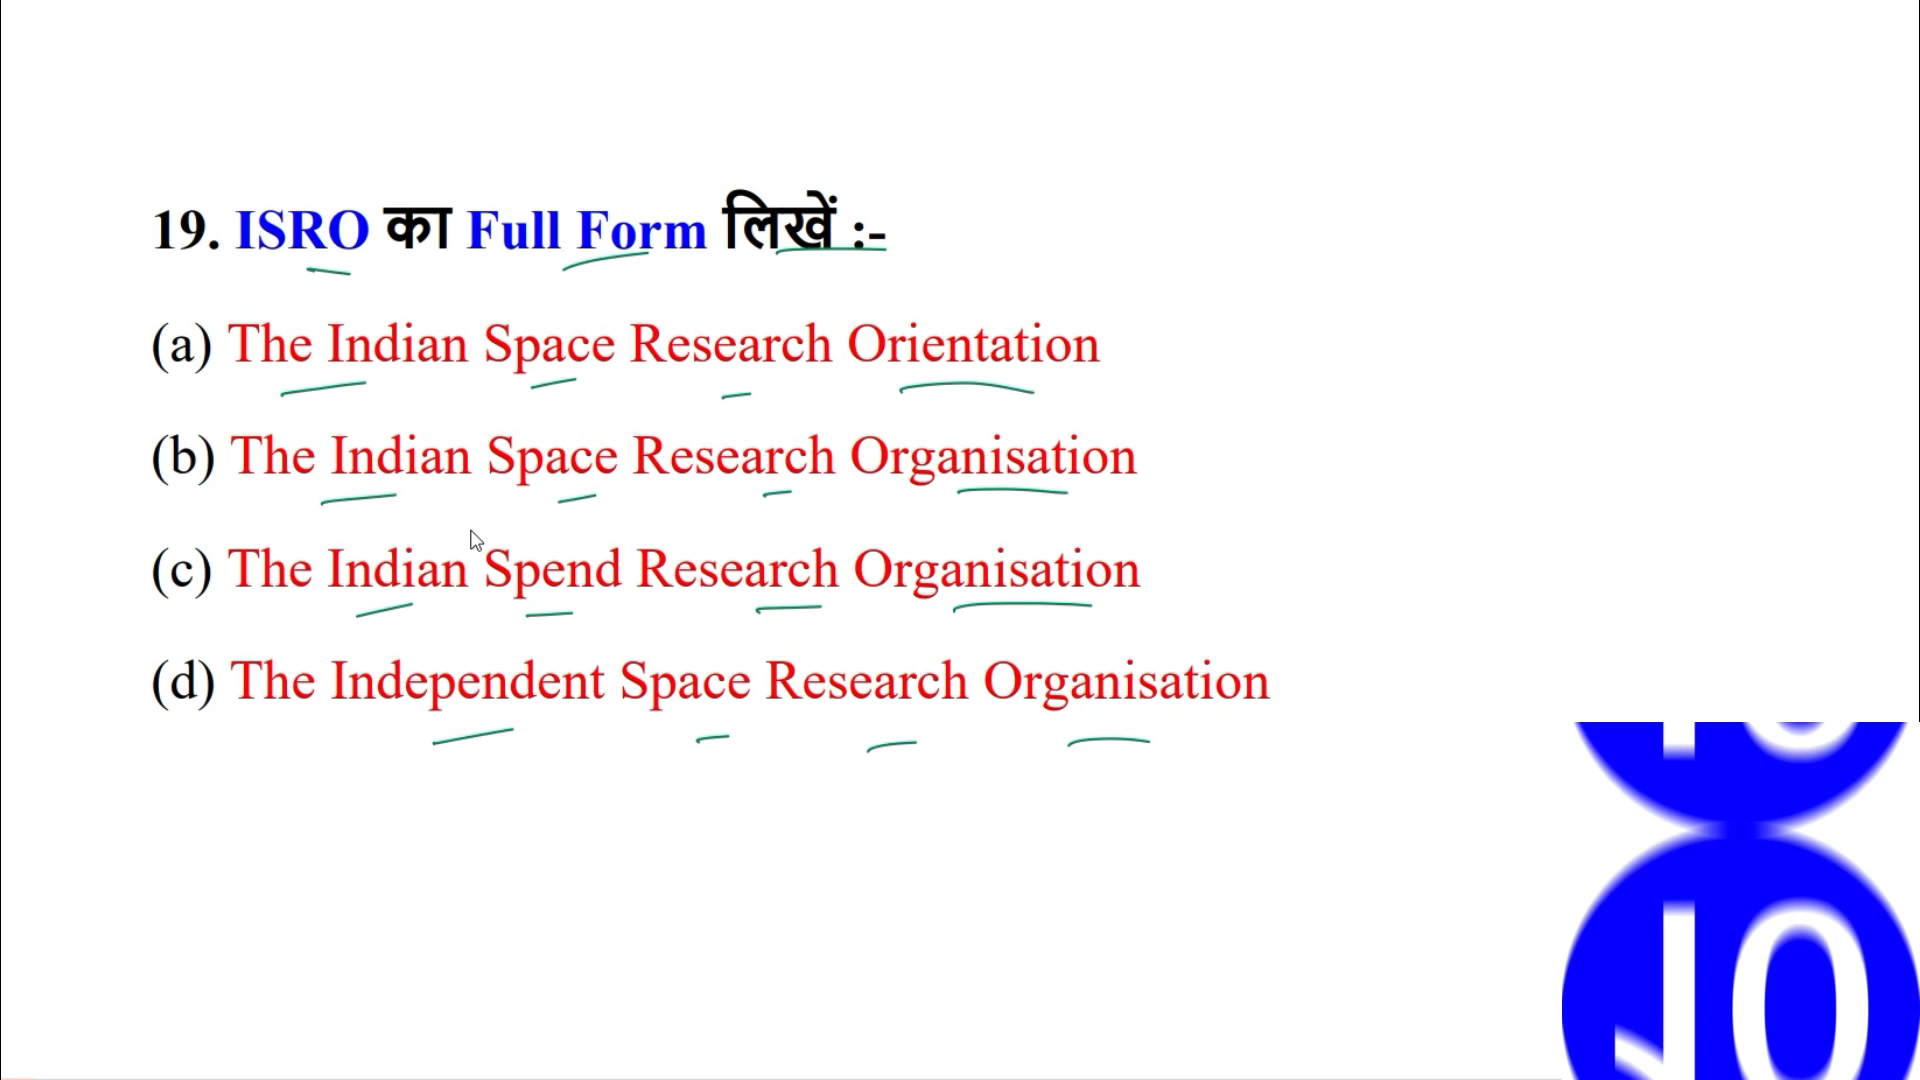 19. ISRO का Full Form लिखें :-
(a) The Indian Space Research Orientation
(b) The Indian Space Research Organisation
(c) The Indian Spend Research Organisation
(d) The Independent Space Research Organisation
10